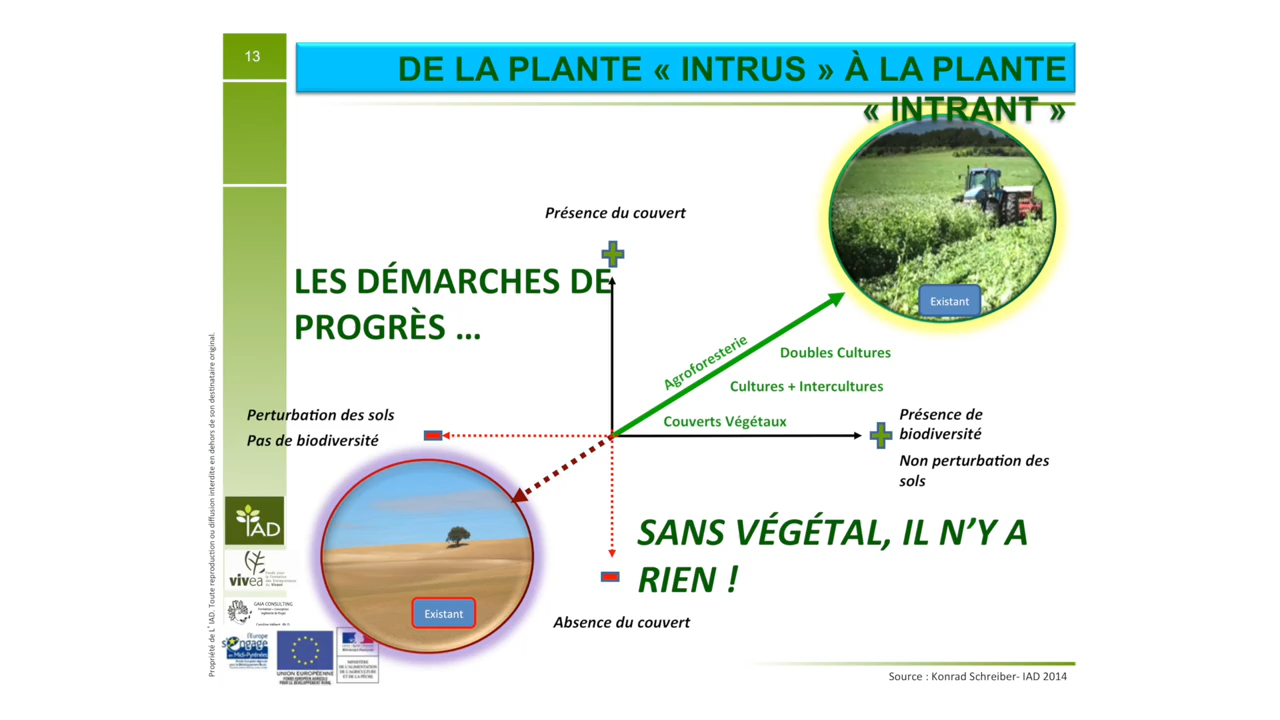 13
DE LA PLANTE « INTRUS » À LA PLANTE
« INTRANT »
Présence du couvert
LES DÉMARCHES DE
PROGRÈS ...
Existant
Agroforesterie
Doubles Cultures
Cultures + Intercultures
Couverts Végétaux
Perturbation des sols
Pas de biodiversité
Présence de
biodiversité
Non perturbation des
sols
SANS VÉGÉTAL, IL N'Y A
RIEN !
Existant
Absence du couvert
Propriété de L'IAD. Toute reproduction ou diffusion interdite en dehors de son destinataire original.
IAD
vivea
GAIA CONSULTING
l'Europe
s'engage
en Midi-Pyrénées
UNION EUROPÉENNE
Source : Konrad Schreiber- IAD 2014